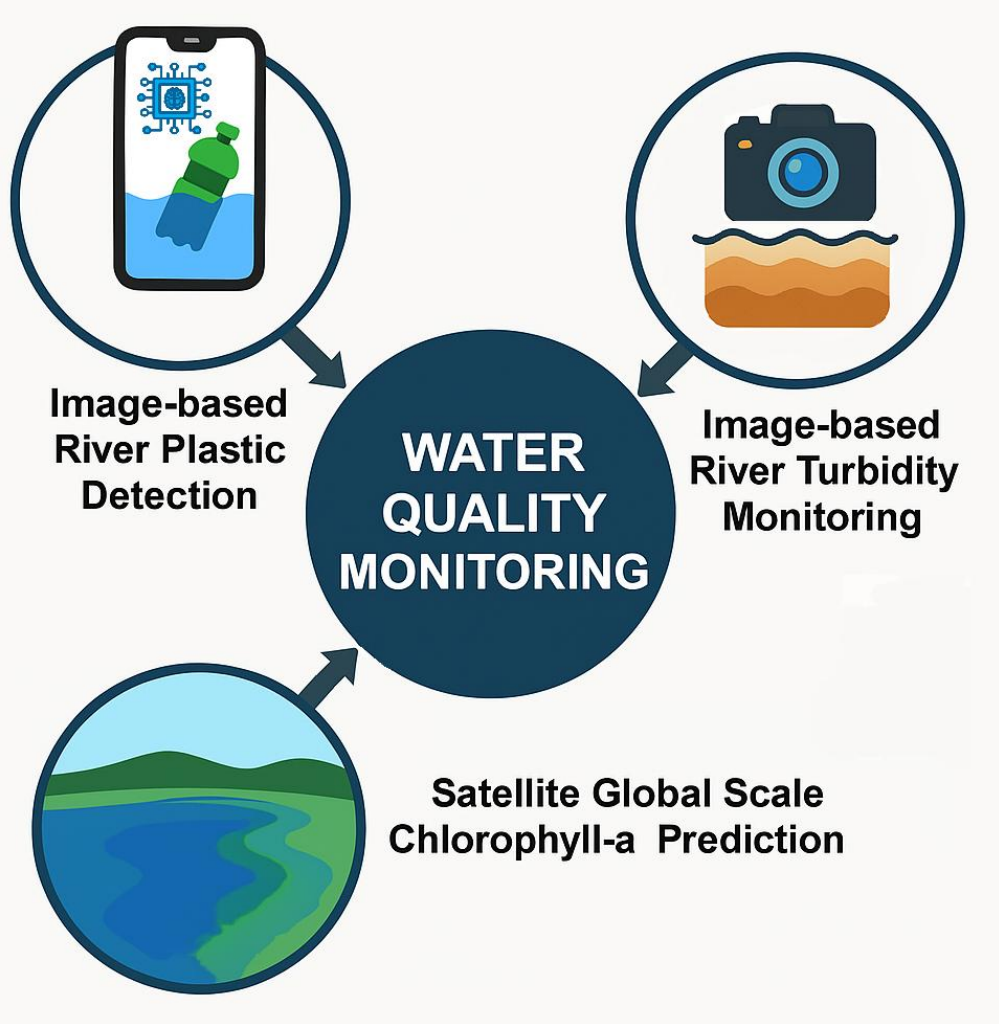 Image-based
River Plastic
Detection
Image-based
River Turbidity
Monitoring
WATER
QUALITY
MONITORING
Satellite Global Scale
Chlorophyll-a  Prediction